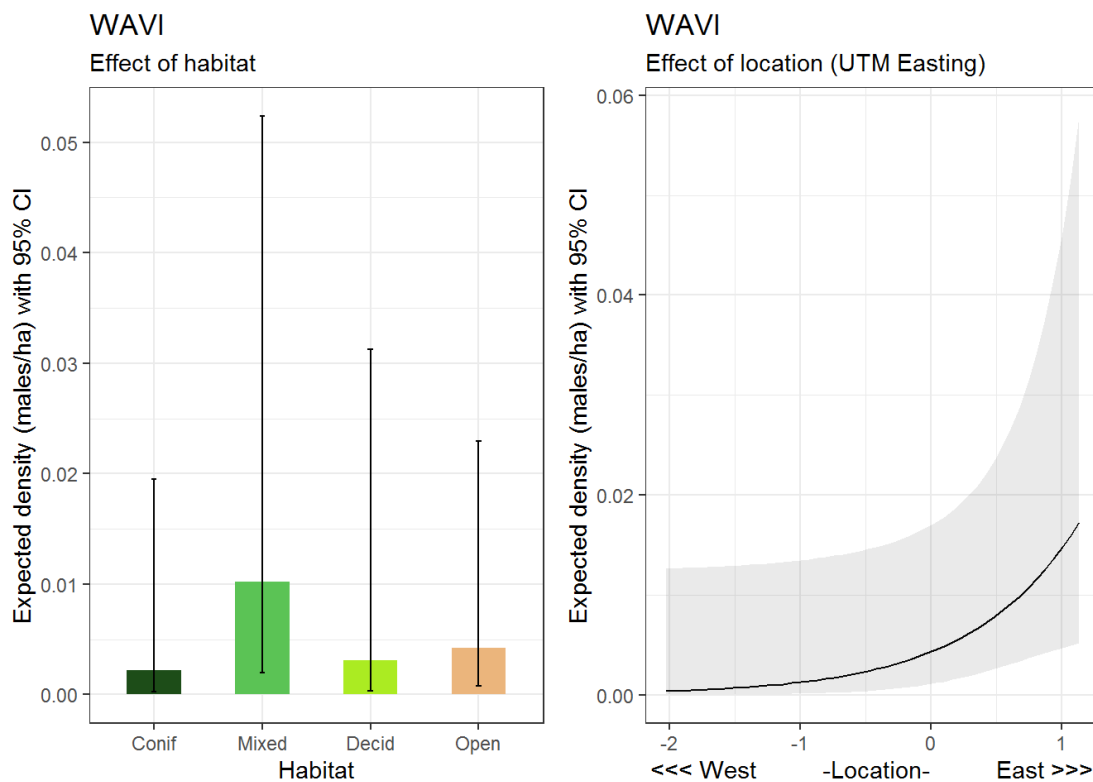 WAVI
Effect of habitat
Expected density (males/ha) with 95% CI
0.05
0.04
0.03
0.02
0.01
0.00
Conif Mixed Decid Open
Habitat
WAVI
Effect of location (UTM Easting)
Expected density (males/ha) with 95% CI
0.06
0.04
0.02
0.00
-2 -1 0 1
<<< West -Location- East >>>